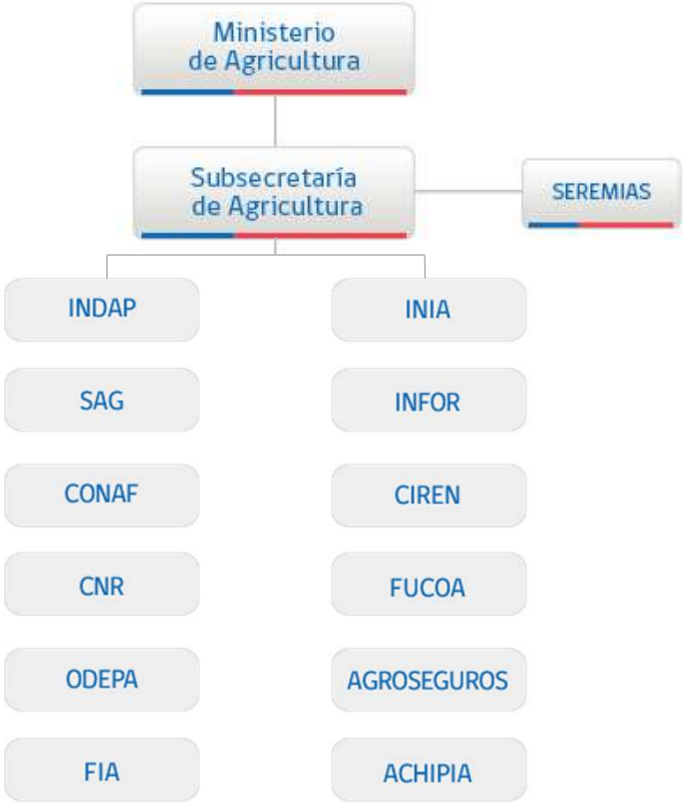 Ministerio
de Agricultura
Subsecretaría
de Agricultura
SEREMIAS
INDAP
INIA
SAG
INFOR
CONAF
CIREN
CNR
FUCOA
ODEPA
AGROSEGUROS
FIA
ACHIPIA